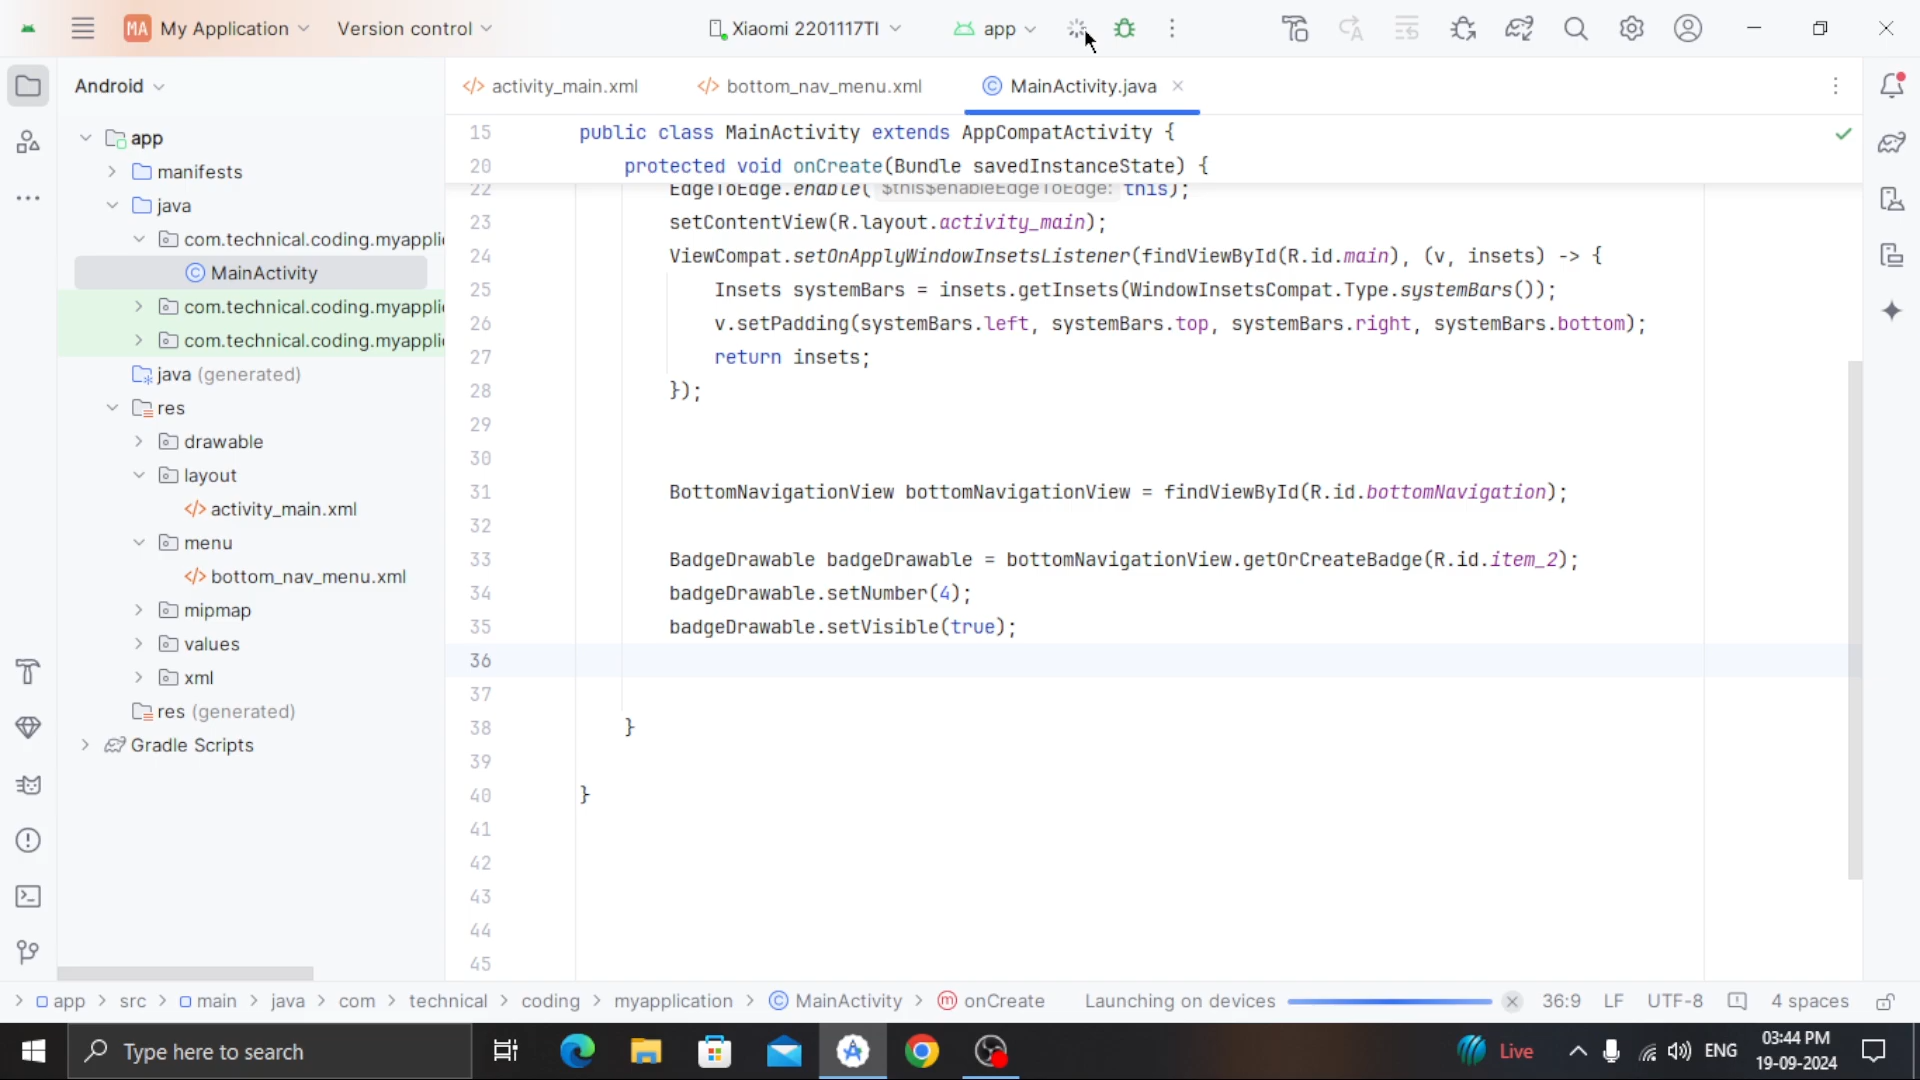 MA My Application Version control Xiaomi 2201117TI app
Android
activity_main.xml bottom_nav_menu.xml MainActivity.java
app
manifests
java
com.technical.coding.myappli
MainActivity
com.technical.coding.myappli
com.technical.coding.myappli
java (generated)
res
drawable
layout
activity_main.xml
menu
bottom_nav_menu.xml
mipmap
values
xml
res (generated)
Gradle Scripts
15 public class MainActivity extends AppCompatActivity {
20 protected void onCreate(Bundle savedInstanceState) {
22 EdgeToEdge.enable( $this$enableEdgeToEdge: this);
23 setContentView(R.layout.activity_main);
24 ViewCompat.setOnApplyWindowInsetsListener(findViewById(R.id.main), (v, insets) -> {
25 Insets systemBars = insets.getInsets(WindowInsetsCompat.Type.systemBars());
26 v.setPadding(systemBars.left, systemBars.top, systemBars.right, systemBars.bottom);
27 return insets;
28 });
29
30
31 BottomNavigationView bottomNavigationView = findViewById(R.id.bottomNavigation);
32
33 BadgeDrawable badgeDrawable = bottomNavigationView.getOrCreateBadge(R.id.item_2);
34 badgeDrawable.setNumber(4);
35 badgeDrawable.setVisible(true);
36
37
38 }
39
40 }
41
42
43
44
45
app > src > main > java > com > technical > coding > myapplication > MainActivity > onCreate Launching on devices 36:9 LF UTF-8 4 spaces
Type here to search Live ENG 03:44 PM
19-09-2024